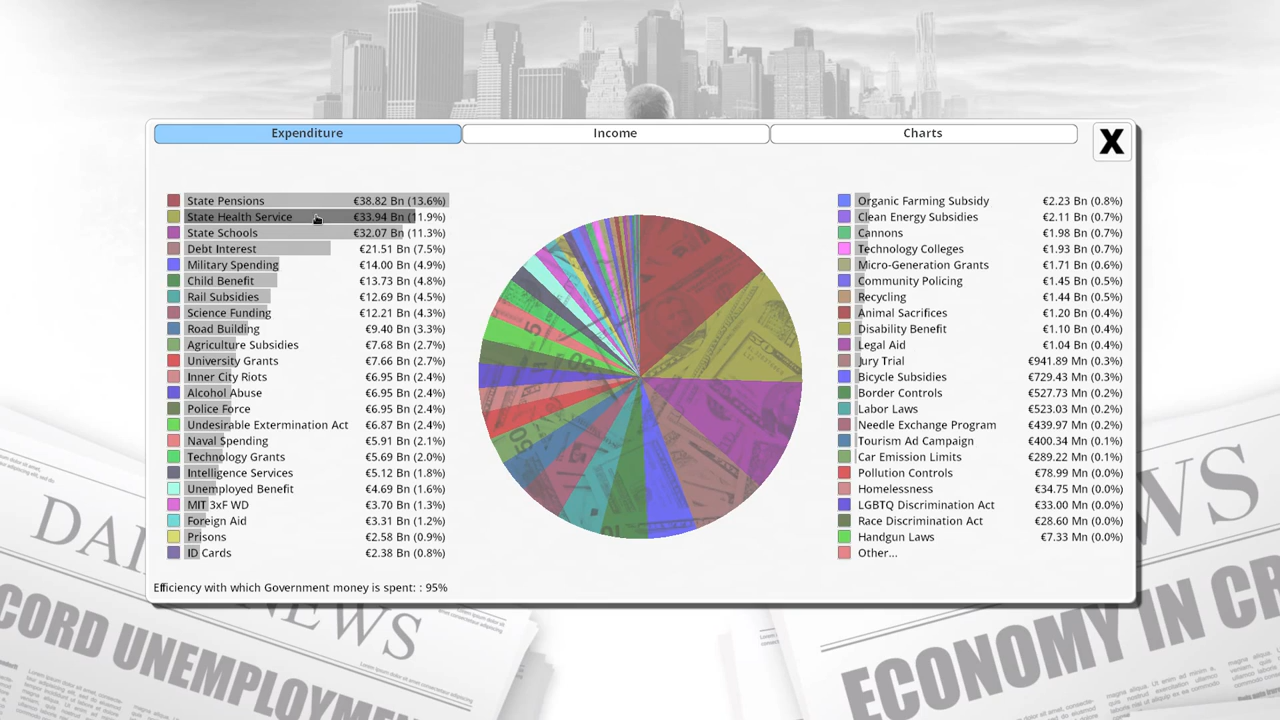 Expenditure
Income
Charts
X
State Pensions €38.82 Bn (13.6%)
State Health Service €33.94 Bn (11.9%)
State Schools €32.07 Bn (11.3%)
Debt Interest €21.51 Bn (7.5%)
Military Spending €14.00 Bn (4.9%)
Child Benefit €13.73 Bn (4.8%)
Rail Subsidies €12.69 Bn (4.5%)
Science Funding €12.21 Bn (4.3%)
Road Building €9.40 Bn (3.3%)
Agriculture Subsidies €7.68 Bn (2.7%)
University Grants €7.66 Bn (2.7%)
Inner City Riots €6.95 Bn (2.4%)
Alcohol Abuse €6.95 Bn (2.4%)
Police Force €6.95 Bn (2.4%)
Undesirable Extermination Act €6.87 Bn (2.4%)
Naval Spending €5.91 Bn (2.1%)
Technology Grants €5.69 Bn (2.0%)
Intelligence Services €5.12 Bn (1.8%)
Unemployed Benefit €4.69 Bn (1.6%)
MIT 3xF WD €3.70 Bn (1.3%)
Foreign Aid €3.31 Bn (1.2%)
Prisons €2.58 Bn (0.9%)
ID Cards €2.38 Bn (0.8%)
Organic Farming Subsidy €2.23 Bn (0.8%)
Clean Energy Subsidies €2.11 Bn (0.7%)
Cannons €1.98 Bn (0.7%)
Technology Colleges €1.93 Bn (0.7%)
Micro-Generation Grants €1.71 Bn (0.6%)
Community Policing €1.45 Bn (0.5%)
Recycling €1.44 Bn (0.5%)
Animal Sacrifices €1.20 Bn (0.4%)
Disability Benefit €1.10 Bn (0.4%)
Legal Aid €1.04 Bn (0.4%)
Jury Trial €941.89 Mn (0.3%)
Bicycle Subsidies €729.43 Mn (0.3%)
Border Controls €527.73 Mn (0.2%)
Labor Laws €523.03 Mn (0.2%)
Needle Exchange Program €439.97 Mn (0.2%)
Tourism Ad Campaign €400.34 Mn (0.1%)
Car Emission Limits €289.22 Mn (0.1%)
Pollution Controls €78.99 Mn (0.0%)
Homelessness €34.75 Mn (0.0%)
LGBTQ Discrimination Act €33.00 Mn (0.0%)
Race Discrimination Act €28.60 Mn (0.0%)
Handgun Laws €7.33 Mn (0.0%)
Other...
Efficiency with which Government money is spent: : 95%
DAI
NEWS
CORD UNEMPLOYME
WS
ECONOMY IN CR